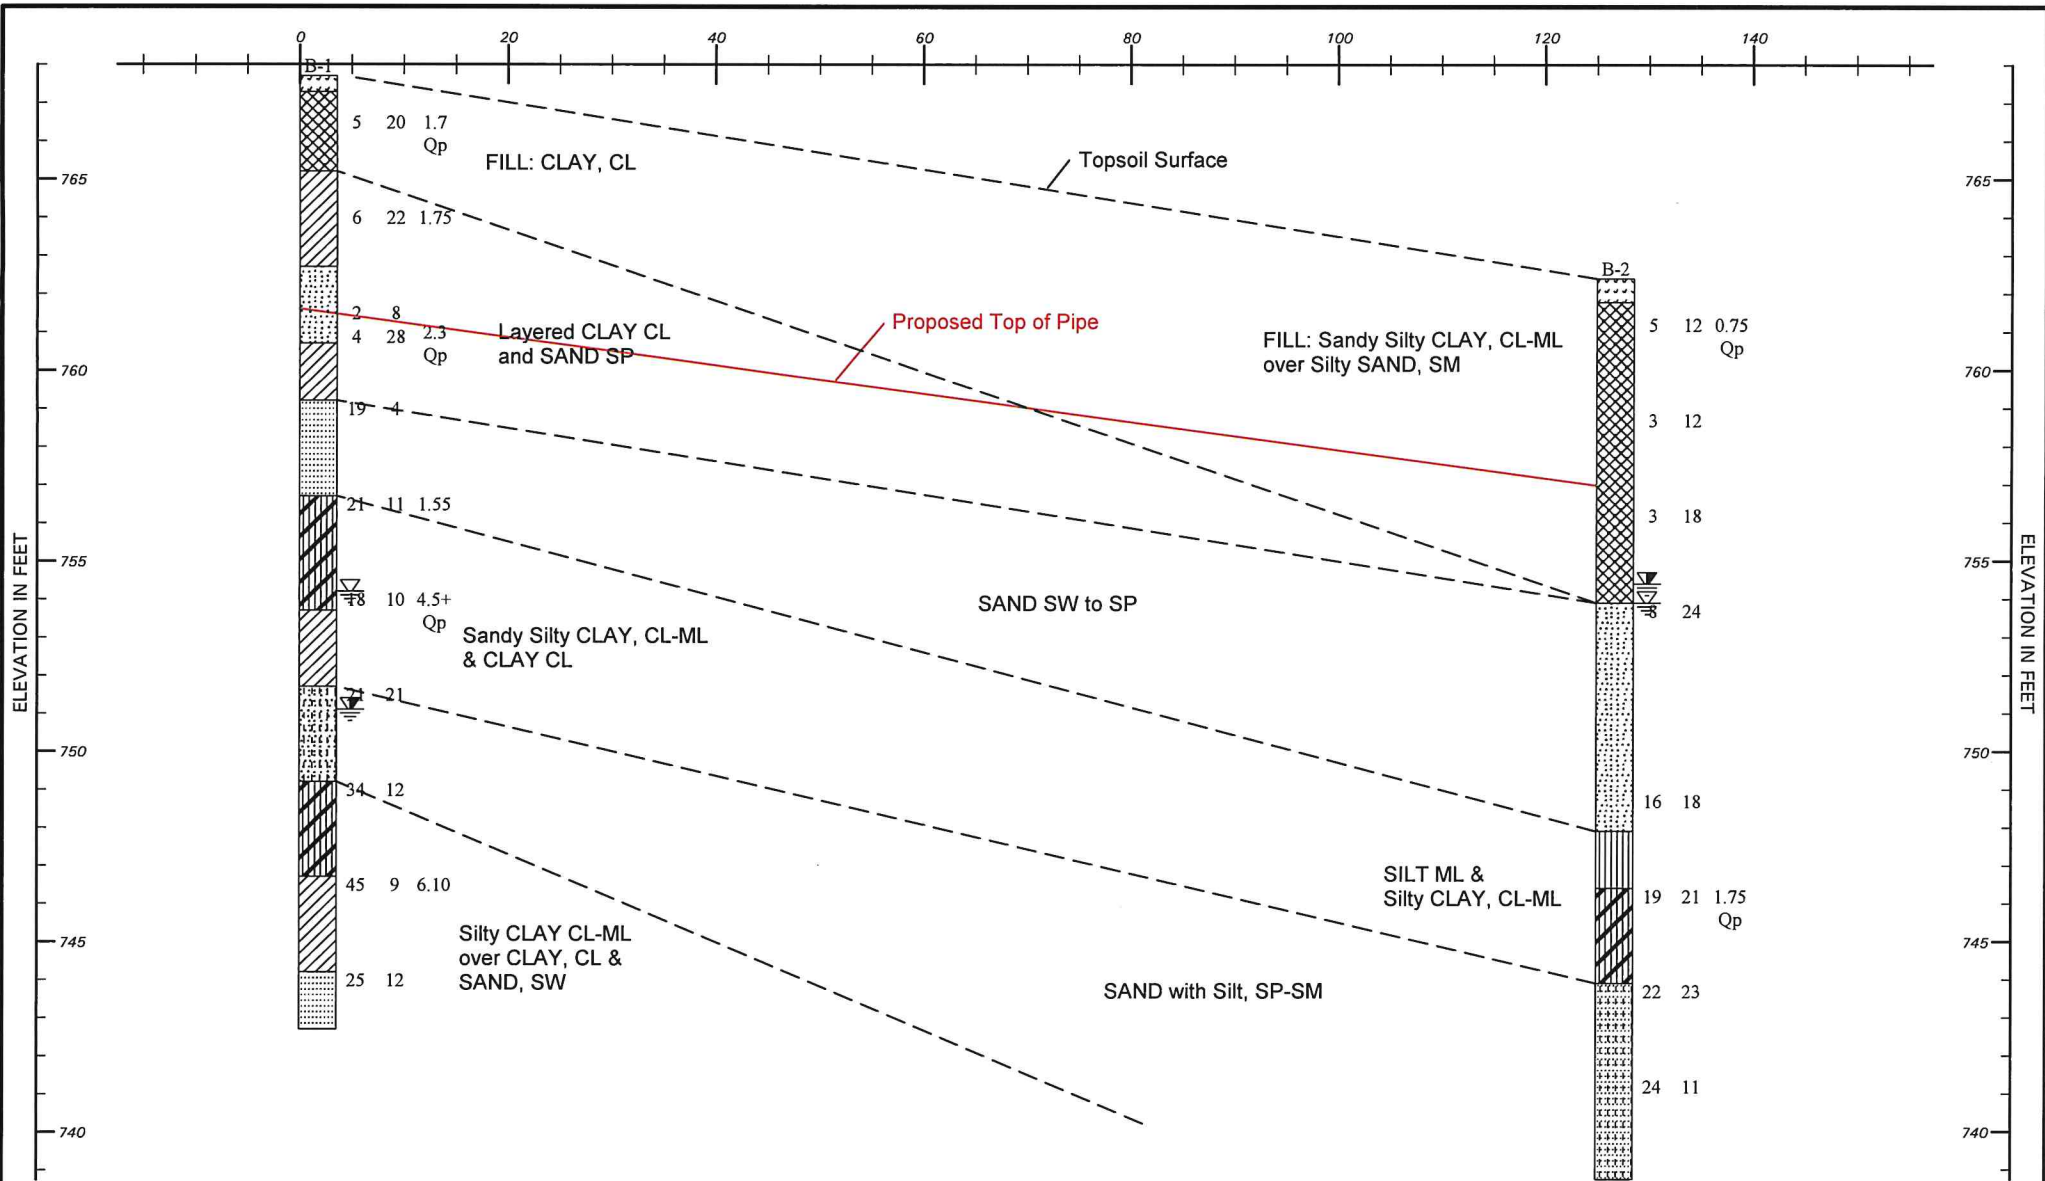 0 20 40 60 80 100 120 140
B-1
5 20 1.7
Qp
FILL: CLAY, CL
Topsoil Surface
765 765
6 22 1.75
B-2
2 8
Proposed Top of Pipe
4 28 2.3
Qp
Layered CLAY CL
and SAND SP
FILL: Sandy Silty CLAY, CL-ML
over Silty SAND, SM
5 12 0.75
Qp
760 760
19 4
3 12
21 11 1.55
3 18
755 755
ELEVATION IN FEET
ELEVATION IN FEET
18 10 4.5+
Qp
SAND SW to SP
8 24
Sandy Silty CLAY, CL-ML
& CLAY CL
21 21
750 750
34 12
16 18
45 9 6.10
SILT ML &
Silty CLAY, CL-ML
19 21 1.75
Qp
745 745
Silty CLAY CL-ML
over CLAY, CL &
SAND, SW
25 12
SAND with Silt, SP-SM
22 23
24 11
740 740